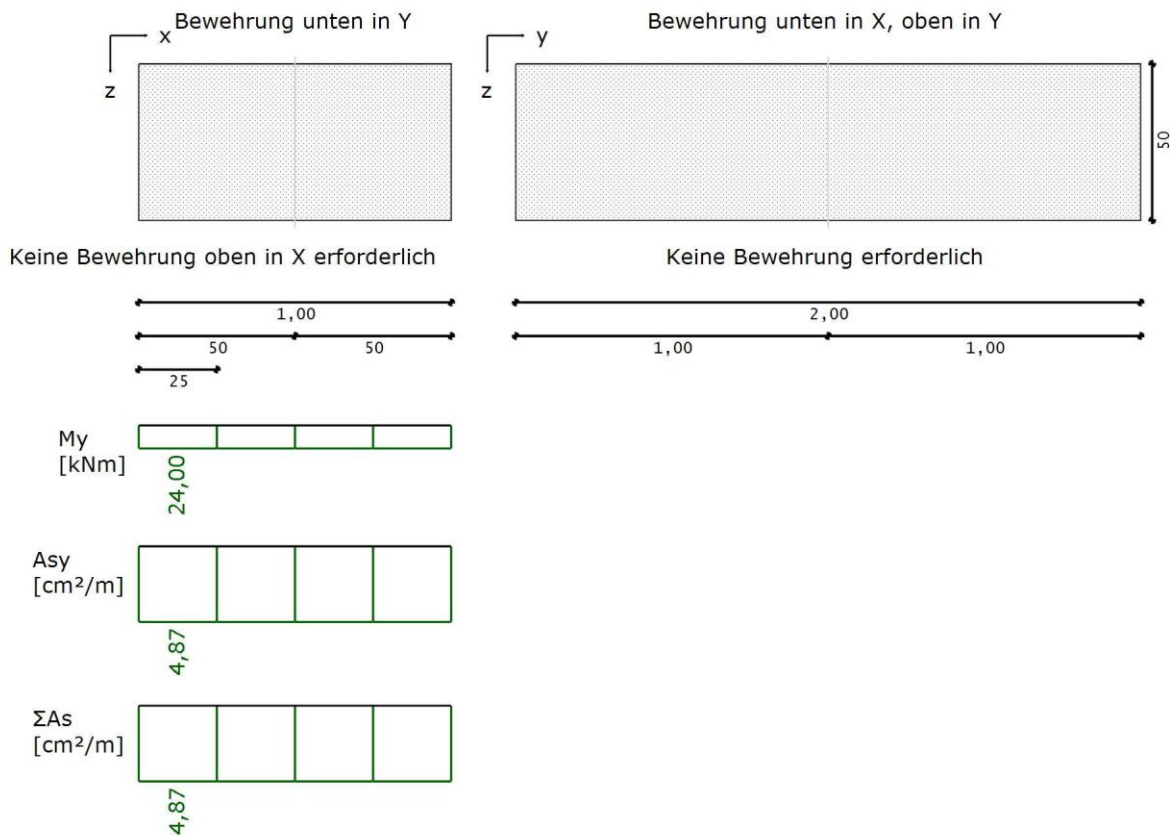 Bewehrung unten in Y
x
z
Bewehrung unten in X, oben in Y
y
z
50
Keine Bewehrung oben in X erforderlich
Keine Bewehrung erforderlich
1,00
50
50
25
2,00
1,00
1,00
My
[kNm]
24,00
Asy
[cm²/m]
4,87
ΣAs
[cm²/m]
4,87